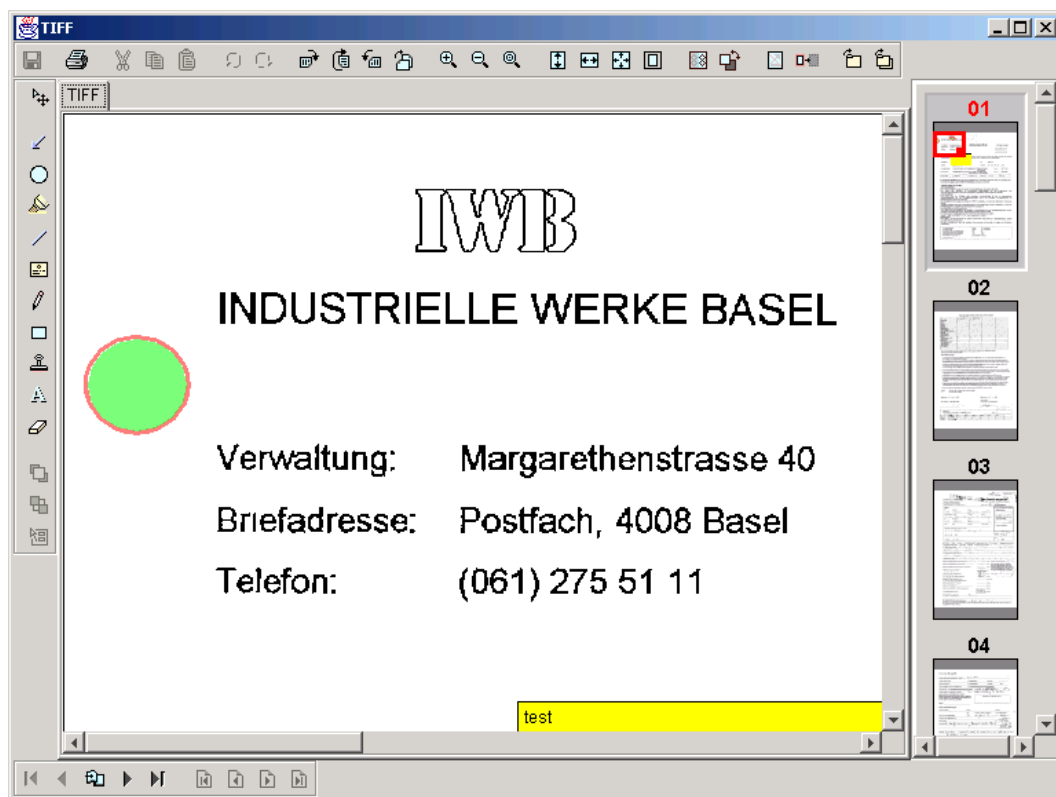 TIFF
TIFF
IWB
INDUSTRIELLE WERKE BASEL
Verwaltung: Margarethenstrasse 40
Briefadresse: Postfach, 4008 Basel
Telefon: (061) 275 51 11
test
01
02
03
04